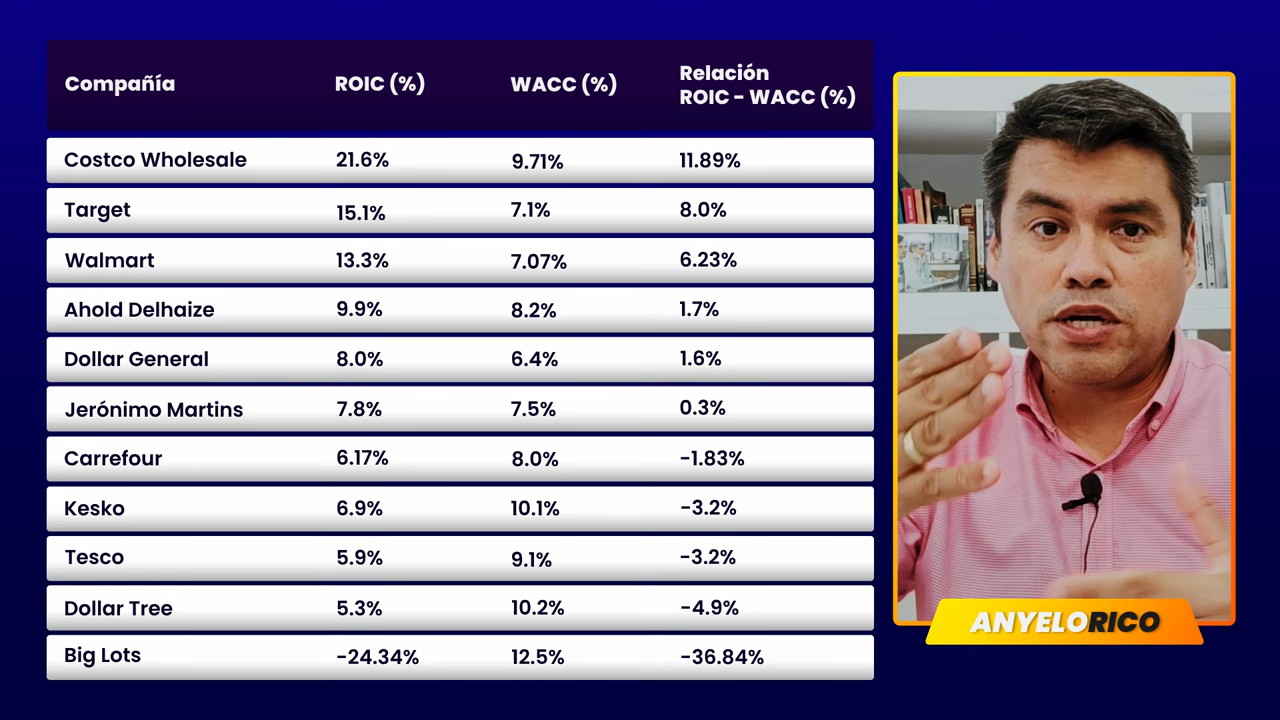 Compañía ROIC (%) WACC (%) Relación
ROIC - WACC (%)
Costco Wholesale 21.6% 9.71% 11.89%
Target 15.1% 7.1% 8.0%
Walmart 13.3% 7.07% 6.23%
Ahold Delhaize 9.9% 8.2% 1.7%
Dollar General 8.0% 6.4% 1.6%
Jerónimo Martins 7.8% 7.5% 0.3%
Carrefour 6.17% 8.0% -1.83%
Kesko 6.9% 10.1% -3.2%
Tesco 5.9% 9.1% -3.2%
Dollar Tree 5.3% 10.2% -4.9%
Big Lots -24.34% 12.5% -36.84%
ANYELORICO